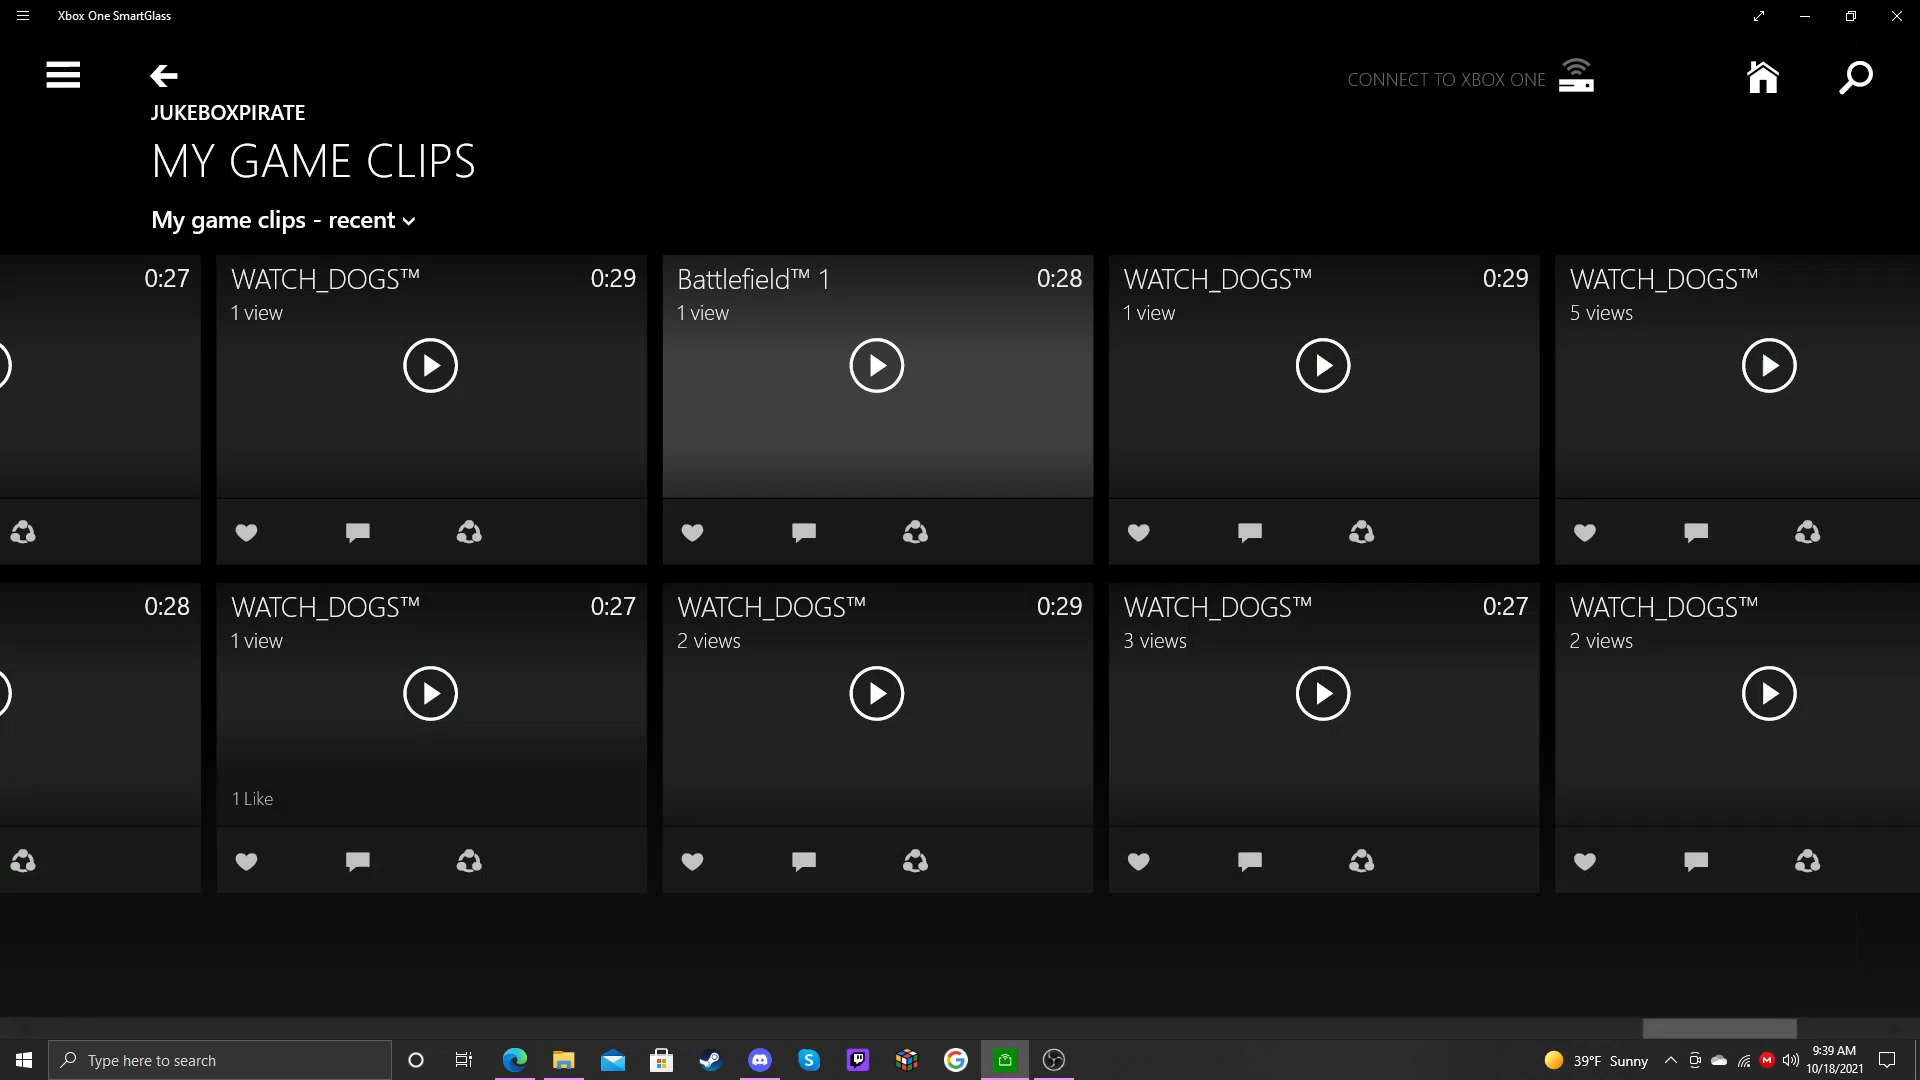 Xbox One SmartGlass
CONNECT TO XBOX ONE
JUKEBOXPIRATE
MY GAME CLIPS
My game clips - recent
0:27
WATCH_DOGS™ 0:29
1 view
Battlefield™ 1 0:28
1 view
WATCH_DOGS™ 0:29
1 view
WATCH_DOGS™
5 views
0:28
WATCH_DOGS™ 0:27
1 view
1 Like
WATCH_DOGS™ 0:29
2 views
WATCH_DOGS™ 0:27
3 views
WATCH_DOGS™
2 views
Type here to search
39°F Sunny
9:39 AM
10/18/2021